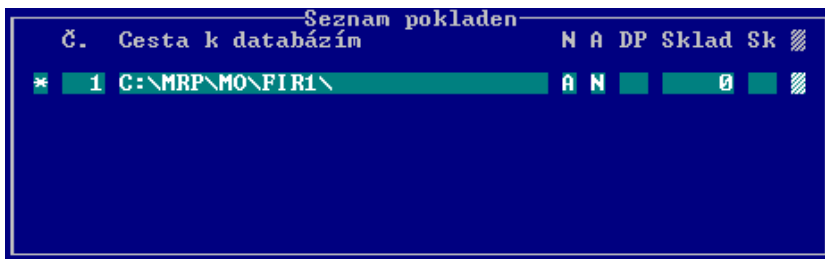 Seznam pokladen
Č. Cesta k databázím N A DP Sklad Sk
* 1 C:\MRP\MO\FIR1\ A N 0